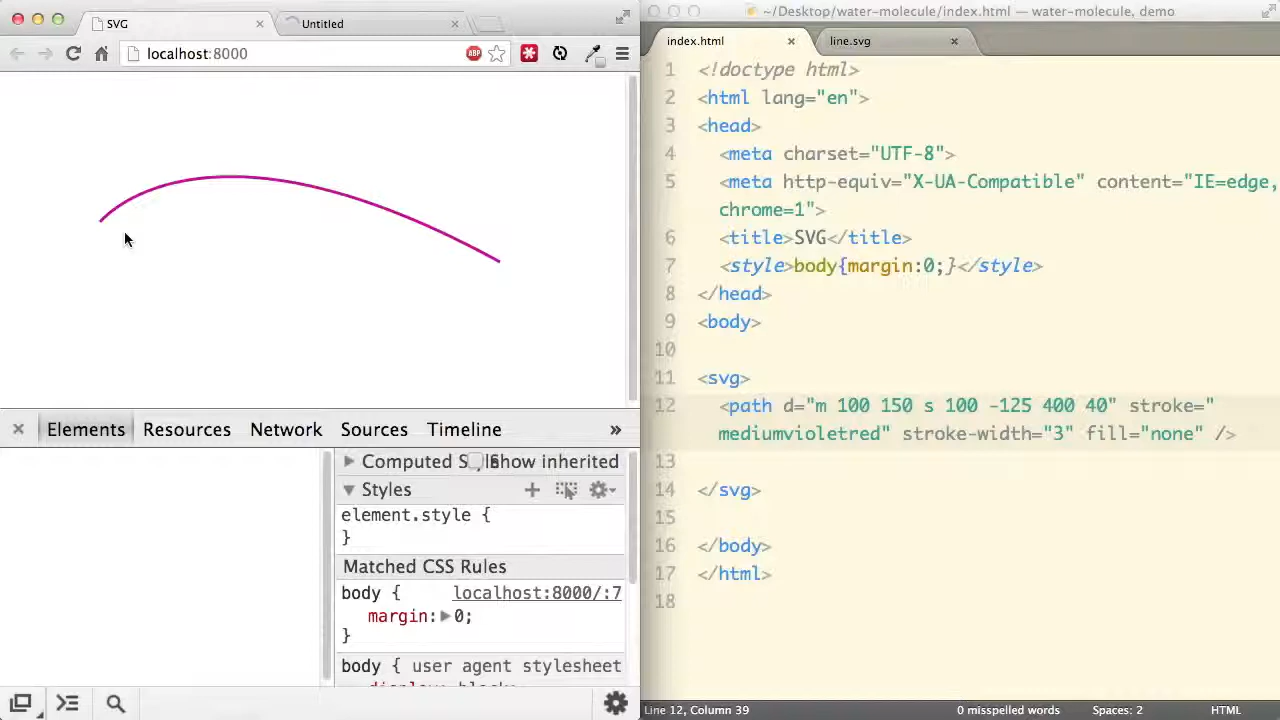 SVG
Untitled
localhost:8000
ABP
Elements Resources Network Sources Timeline »
Show inherited
Styles
element.style {
}
Matched CSS Rules
body { localhost:8000/:7
margin: 0;
}
body { user agent stylesheet
~/Desktop/water-molecule/index.html — water-molecule, demo
index.html
line.svg
1 <!doctype html>
2 <html lang="en">
3 <head>
4 <meta charset="UTF-8">
5 <meta http-equiv="X-UA-Compatible" content="IE=edge,
chrome=1">
6 <title>SVG</title>
7 <style>body{margin:0;}</style>
8 </head>
9 <body>
10
11 <svg>
12 <path d="m 100 150 s 100 -125 400 40" stroke="
mediumvioletred" stroke-width="3" fill="none" />
13
14 </svg>
15
16 </body>
17 </html>
18
Line 12, Column 39
0 misspelled words
Spaces: 2
HTML